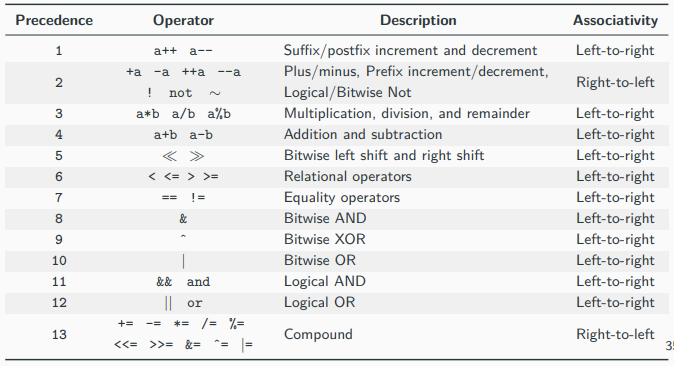 Precedence Operator Description Associativity
1 a++ a-- Suffix/postfix increment and decrement Left-to-right
2 +a -a ++a --a Plus/minus, Prefix increment/decrement, Right-to-left
! not ∼ Logical/Bitwise Not
3 a*b a/b a%b Multiplication, division, and remainder Left-to-right
4 a+b a-b Addition and subtraction Left-to-right
5 ≪ ≫ Bitwise left shift and right shift Left-to-right
6 < <= > >= Relational operators Left-to-right
7 == != Equality operators Left-to-right
8 & Bitwise AND Left-to-right
9 ^ Bitwise XOR Left-to-right
10 | Bitwise OR Left-to-right
11 && and Logical AND Left-to-right
12 || or Logical OR Left-to-right
13 += -= *= /= %= Compound Right-to-left
<<= >>= &= ^= |=